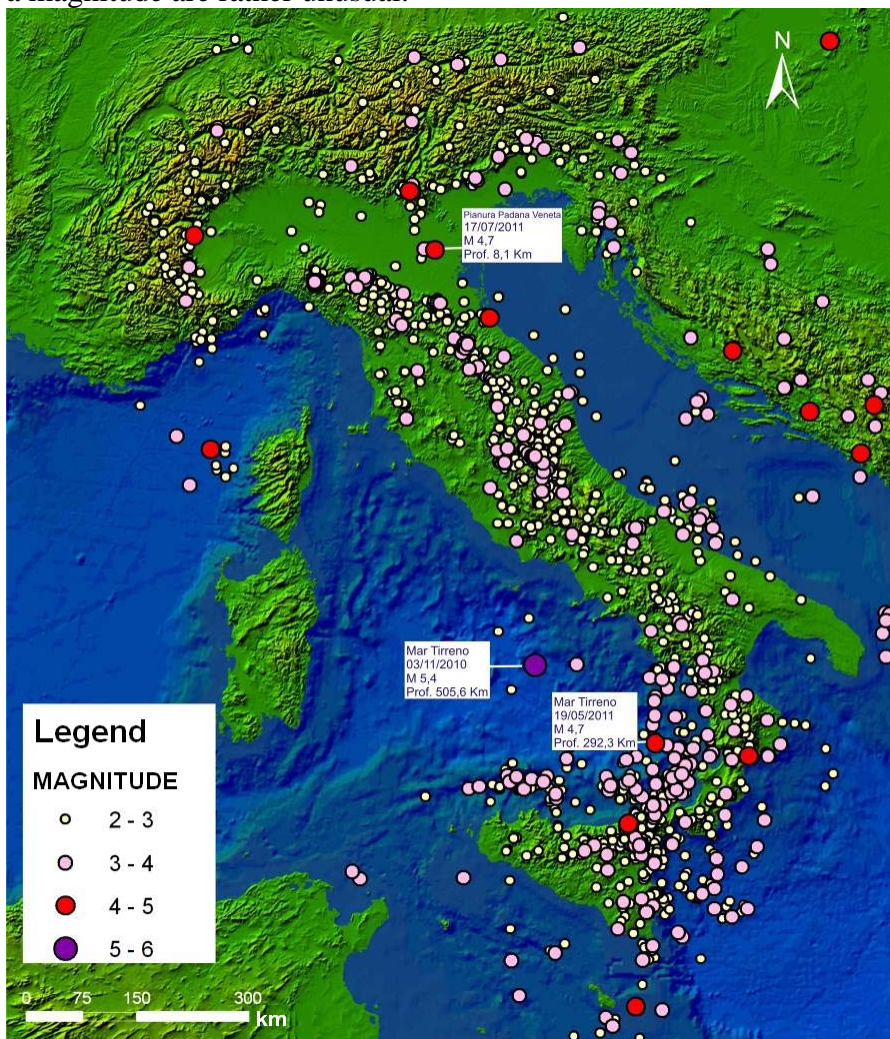 a magnitude are rather unusual.
N
Pianura Padana Veneta
17/07/2011
M 4,7
Prof. 8,1 Km
Mar Tirreno
03/11/2010
M 5,4
Prof. 505,6 Km
Mar Tirreno
19/05/2011
M 4,7
Prof. 292,3 Km
Legend
MAGNITUDE
2 - 3
3 - 4
4 - 5
5 - 6
0 75 150 300
km